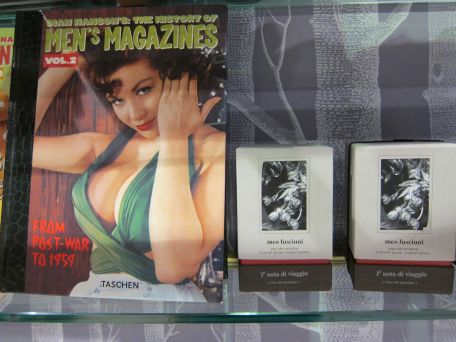 DIAN HANSON'S: THE HISTORY OF
MEN'S MAGAZINES
VOL.2
FROM
POST-WAR
TO 1959
TASCHEN
meo fusciuni
1# nota di viaggio
meo fusciuni
1# nota di viaggio